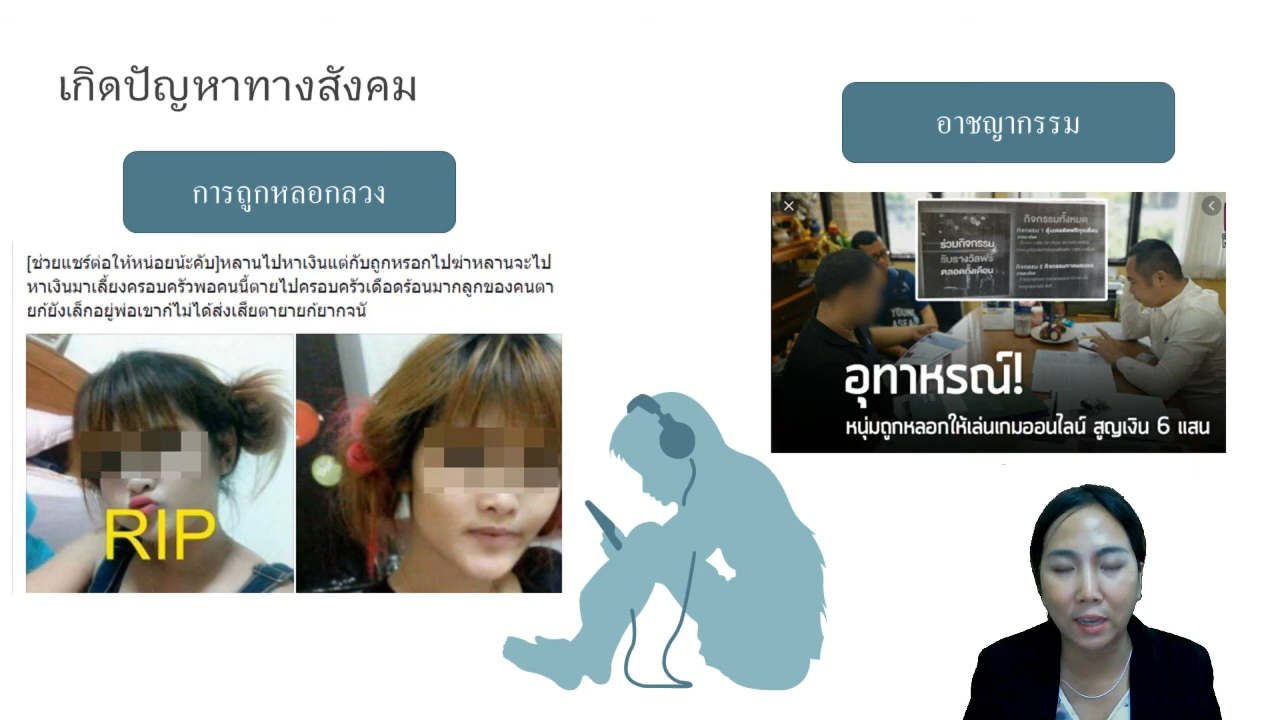 เกิดปัญหาทางสังคม
การถูกหลอกลวง
[ช่วยแชร์ต่อให้หน่อยน้ะคับ]หลานไปหาเงินแต่กับถูกหรอกไปฆ่าหลานจะไป
หาเงินมาเลี้ยงครอบครัวพอคนนี้ตายไปครอบครัวเดือดร้อนมากลูกของคนตา
ยก้ยังเล็กอยู่พ่อเขาก้ไม่ได้ส่งเสียตายายก้ยากจน
RIP
อาชญากรรม
ร่วมกิจกรรม
รับรางวัลฟรี
ตลอดทั้งเดือน
กิจกรรมทั้งหมด
YOUNG
อุทาหรณ์!
หนุ่มถูกหลอกให้เล่นเกมออนไลน์ สูญเงิน 6 แสน